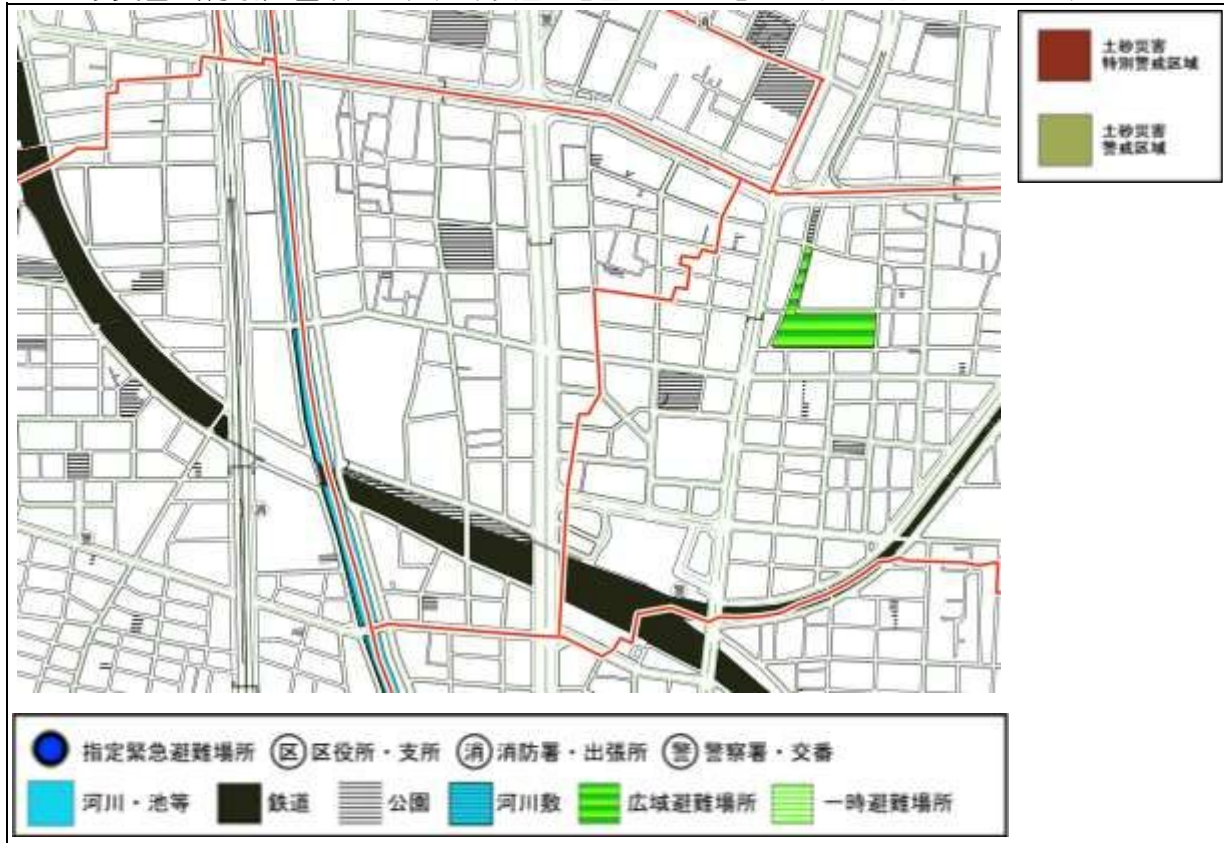 土砂災害
特別警戒区域
土砂災害
警戒区域
消
消
指定緊急避難場所 区 区役所・支所 消 消防署・出張所 警 警察署・交番
河川・池等 鉄道 公園 河川敷 広域避難場所 一時避難場所